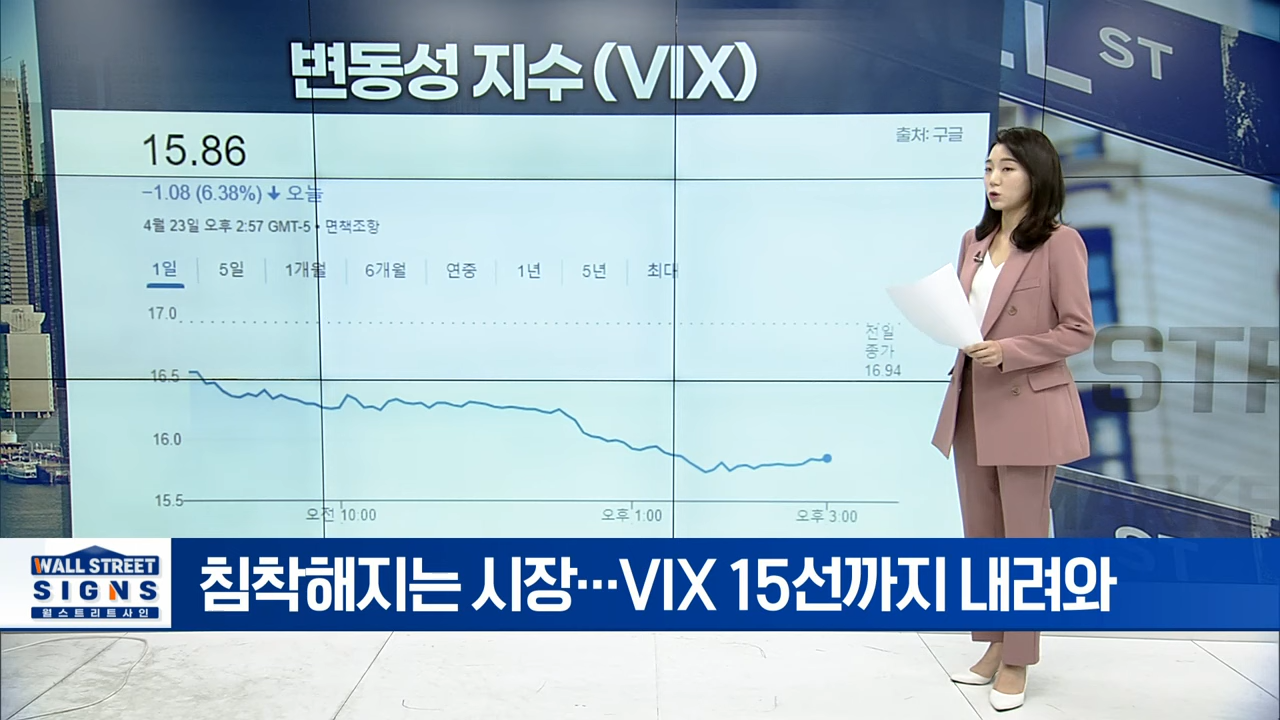 변동성 지수(VIX)
ST
15.86
출처: 구글
-1.08 (6.38%) ↓ 오늘
4월 23일 오후 2:57 GMT-5 • 면책조항
1일 5일 1개월 6개월 연중 1년 5년 최대
17.0
전일
종가
16.94
16.5
STR
16.0
15.5
오전 10:00 오후 1:00 오후 3:00
ST
WALL STREET
SIGNS
월스트리트사인
침착해지는 시장…VIX 15선까지 내려와